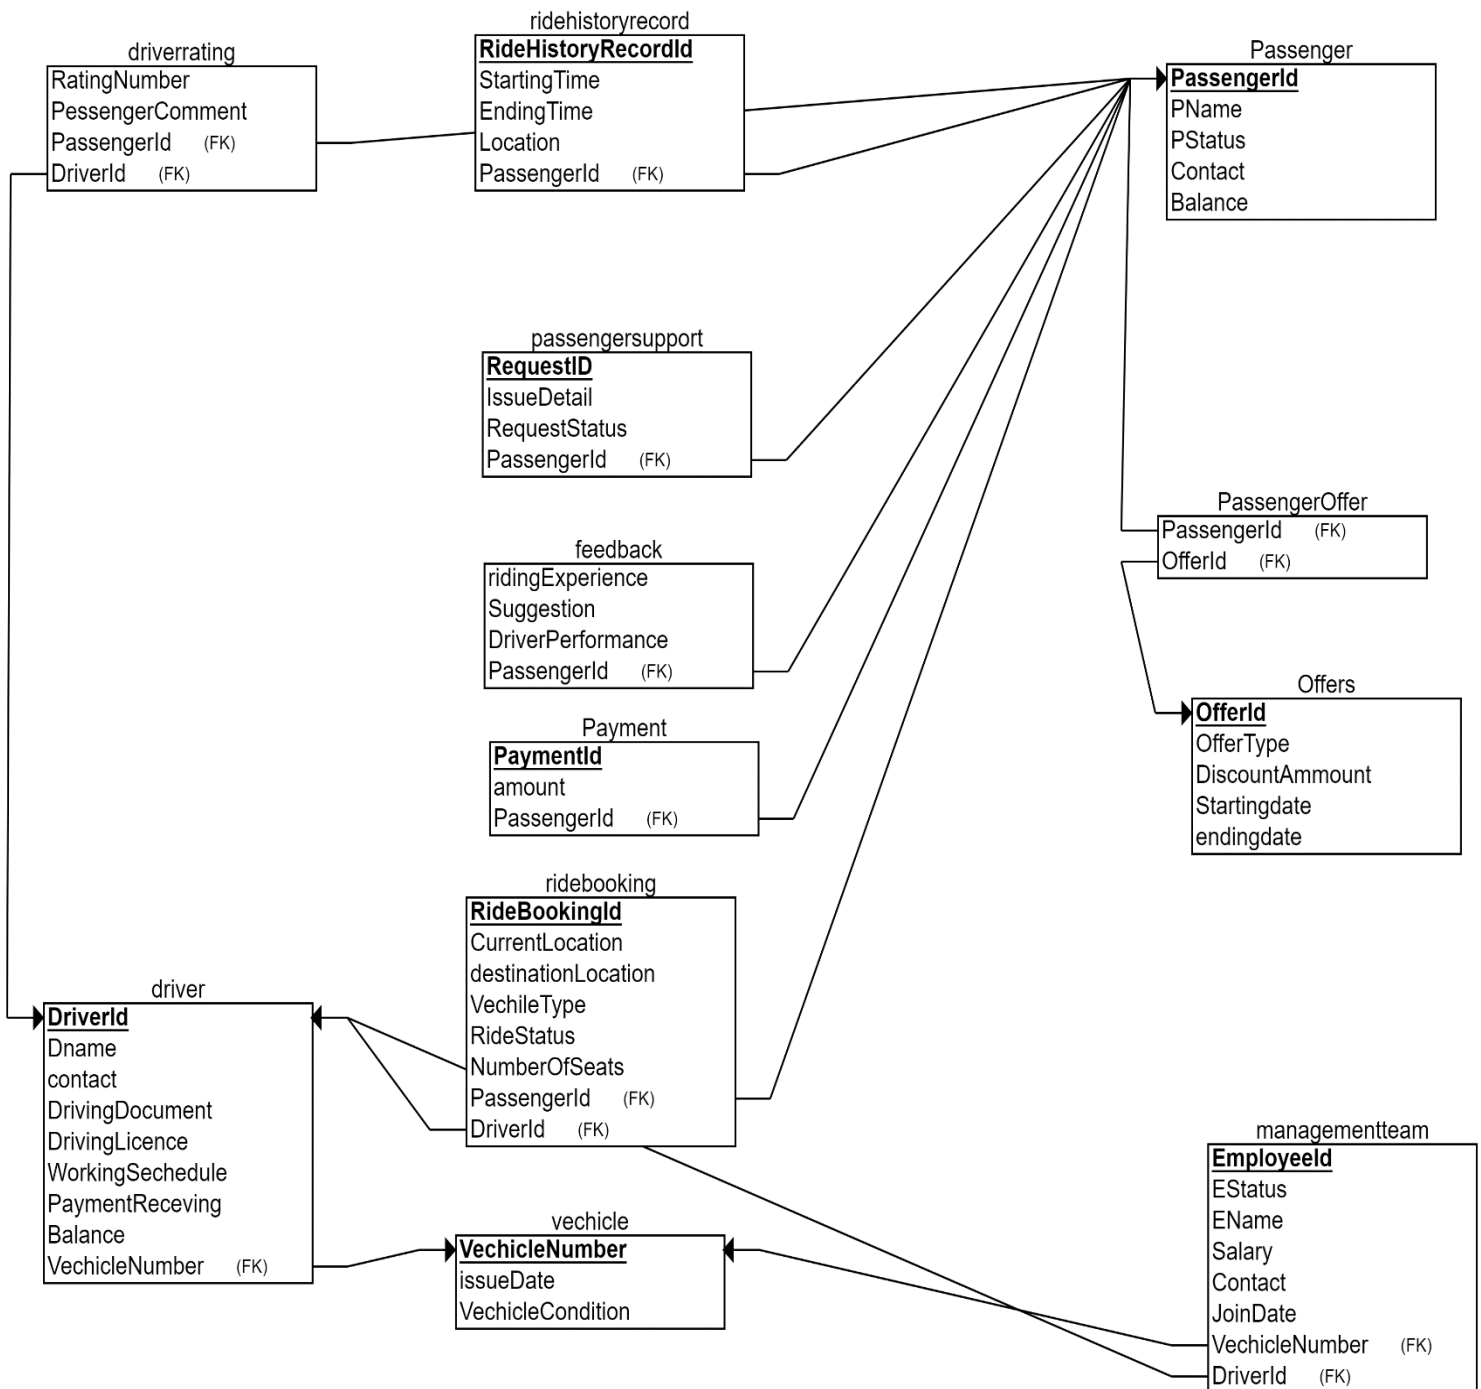 driverrating
RatingNumber
PessengerComment
PassengerId (FK)
DriverId (FK)
ridehistoryrecord
RideHistoryRecordId
StartingTime
EndingTime
Location
PassengerId (FK)
Passenger
PassengerId
PName
PStatus
Contact
Balance
passengersupport
RequestID
IssueDetail
RequestStatus
PassengerId (FK)
PassengerOffer
PassengerId (FK)
OfferId (FK)
feedback
ridingExperience
Suggestion
DriverPerformance
PassengerId (FK)
Offers
OfferId
OfferType
DiscountAmmount
Startingdate
endingdate
Payment
PaymentId
amount
PassengerId (FK)
ridebooking
RideBookingId
CurrentLocation
destinationLocation
VechileType
RideStatus
NumberOfSeats
PassengerId (FK)
DriverId (FK)
driver
DriverId
Dname
contact
DrivingDocument
DrivingLicence
WorkingSechedule
PaymentReceving
Balance
VechicleNumber (FK)
vechicle
VechicleNumber
issueDate
VechicleCondition
managementteam
EmployeeId
EStatus
EName
Salary
Contact
JoinDate
VechicleNumber (FK)
DriverId (FK)